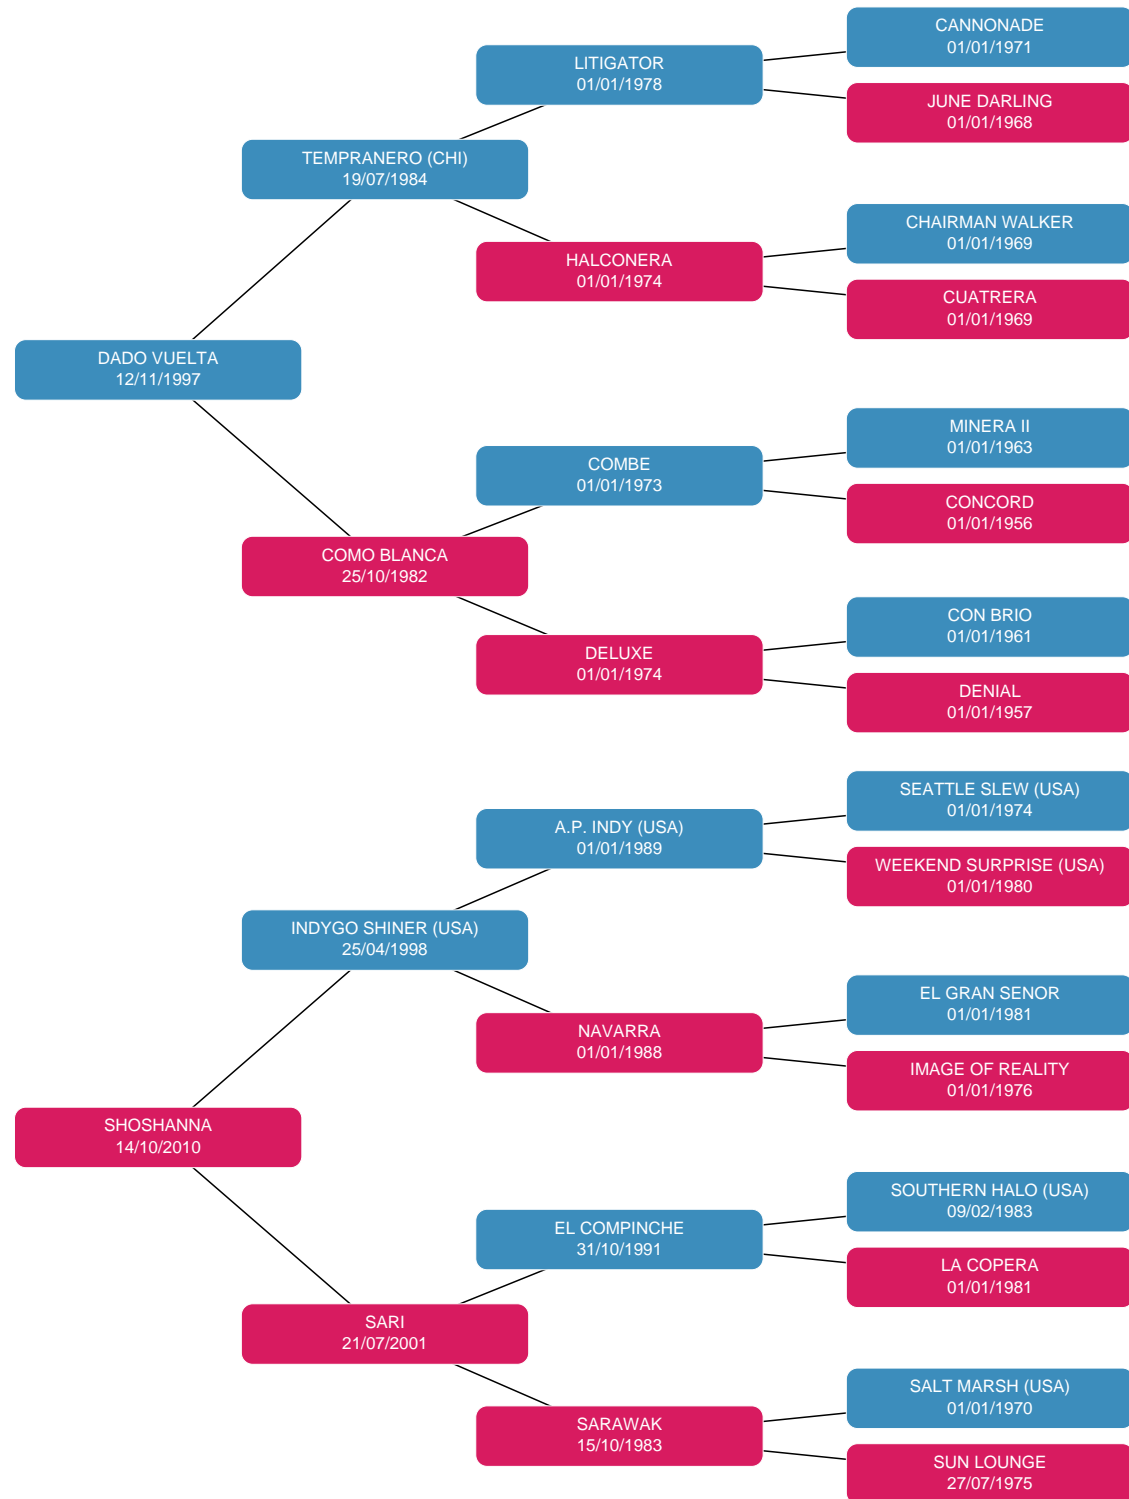 CANNONADE
01/01/1971
LITIGATOR
01/01/1978
JUNE DARLING
01/01/1968
TEMPRANERO (CHI)
19/07/1984
CHAIRMAN WALKER
01/01/1969
HALCONERA
01/01/1974
CUATRERA
01/01/1969
DADO VUELTA
12/11/1997
MINERA II
01/01/1963
COMBE
01/01/1973
CONCORD
01/01/1956
COMO BLANCA
25/10/1982
CON BRIO
01/01/1961
DELUXE
01/01/1974
DENIAL
01/01/1957
SEATTLE SLEW (USA)
01/01/1974
A.P. INDY (USA)
01/01/1989
WEEKEND SURPRISE (USA)
01/01/1980
INDYGO SHINER (USA)
25/04/1998
EL GRAN SENOR
01/01/1981
NAVARRA
01/01/1988
IMAGE OF REALITY
01/01/1976
SHOSHANNA
14/10/2010
SOUTHERN HALO (USA)
09/02/1983
EL COMPINCHE
31/10/1991
LA COPERA
01/01/1981
SARI
21/07/2001
SALT MARSH (USA)
01/01/1970
SARAWAK
15/10/1983
SUN LOUNGE
27/07/1975